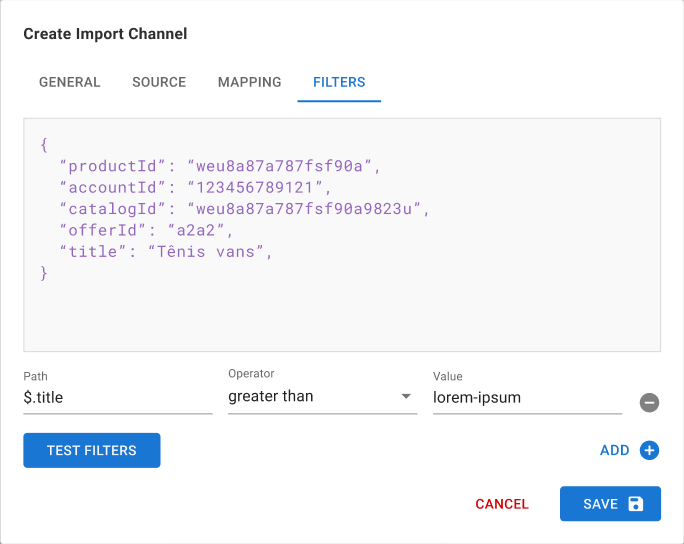 Create Import Channel
GENERAL SOURCE MAPPING FILTERS
{
“productId”: “weu8a87a787fsf90a”,
“accountId”: “123456789121”,
“catalogId”: “weu8a87a787fsf90a9823u”,
“offerId”: “a2a2”,
“title”: “Tênis vans”,
}
Path Operator Value
$.title greater than lorem-ipsum
TEST FILTERS ADD
CANCEL SAVE